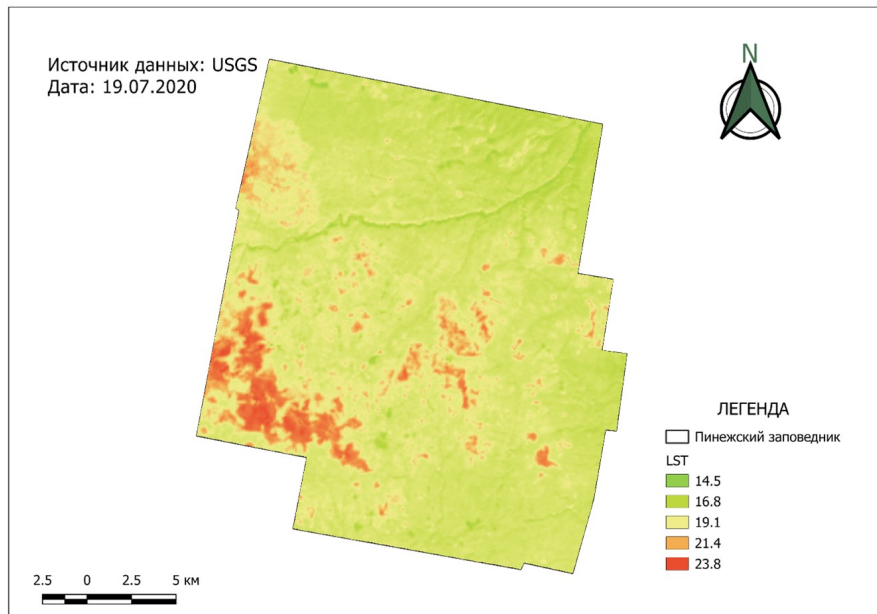 Источник данных: USGS
Дата: 19.07.2020
N
ЛЕГЕНДА
Пинежский заповедник
LST
14.5
16.8
19.1
21.4
23.8
2.5 0 2.5 5 км